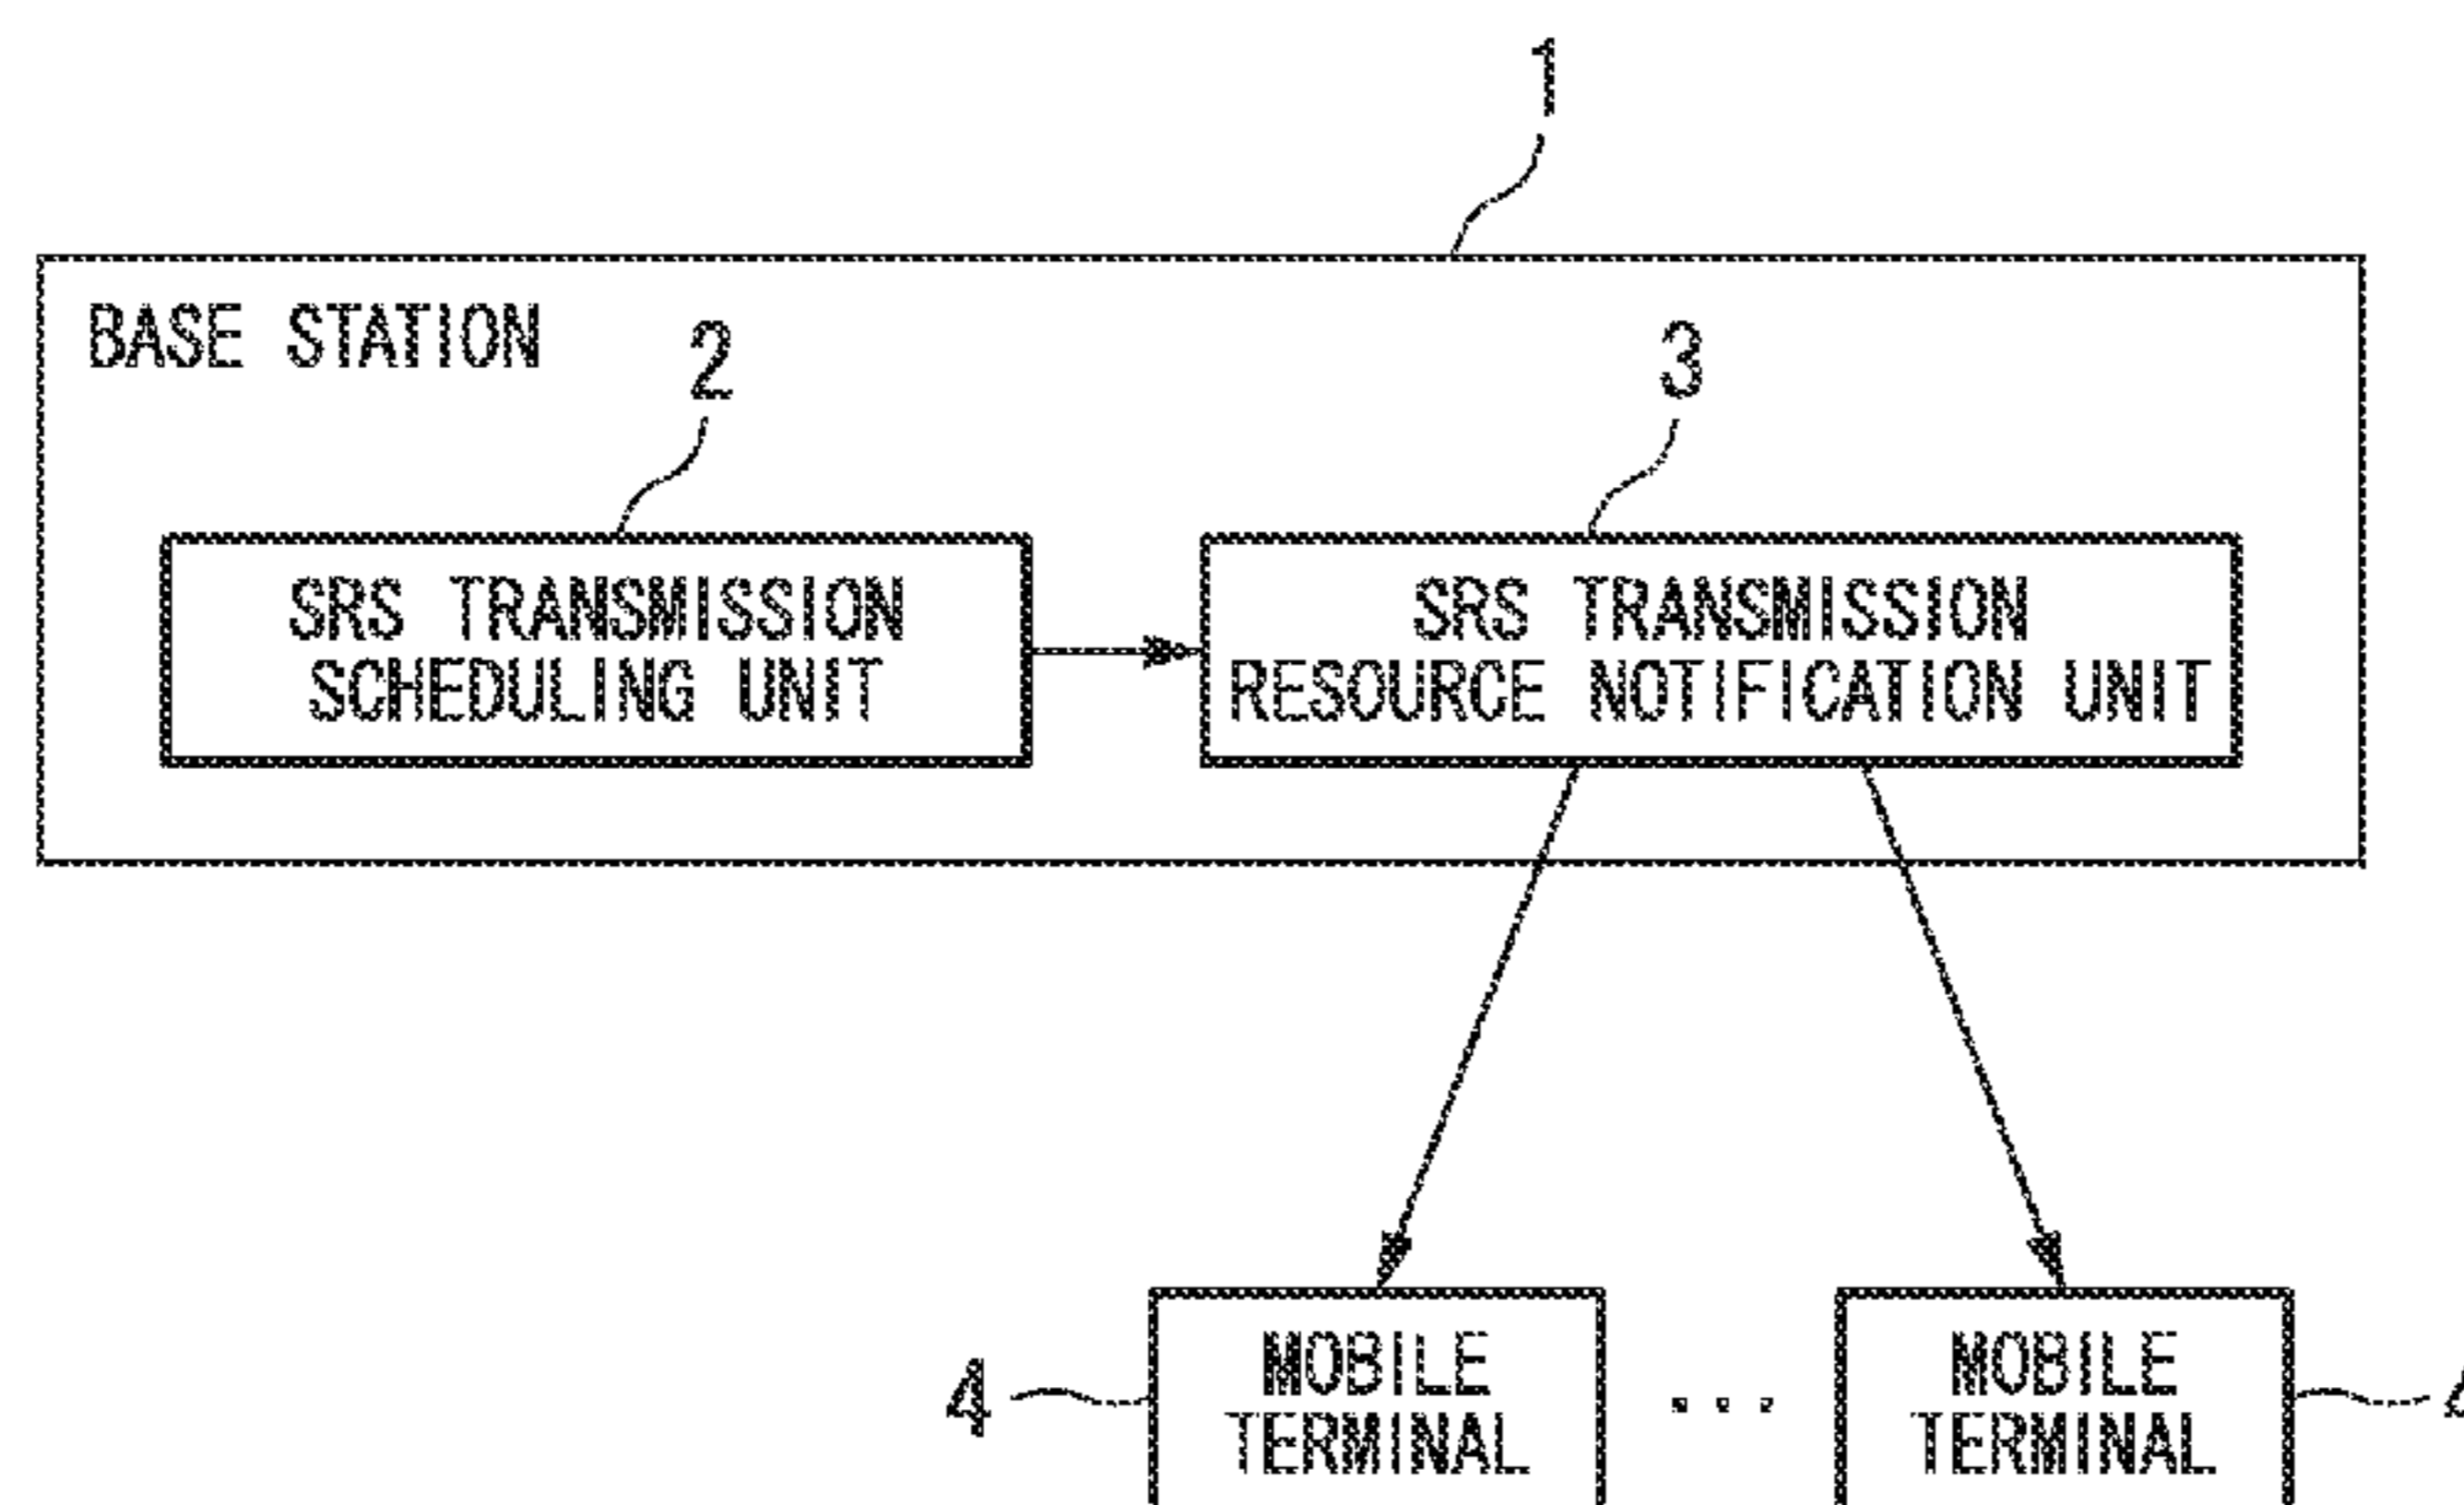 1
BASE STATION
2
3
SRS TRANSMISSION
SCHEDULING UNIT
SRS TRANSMISSION
RESOURCE NOTIFICATION UNIT
4
MOBILE
TERMINAL
...
MOBILE
TERMINAL